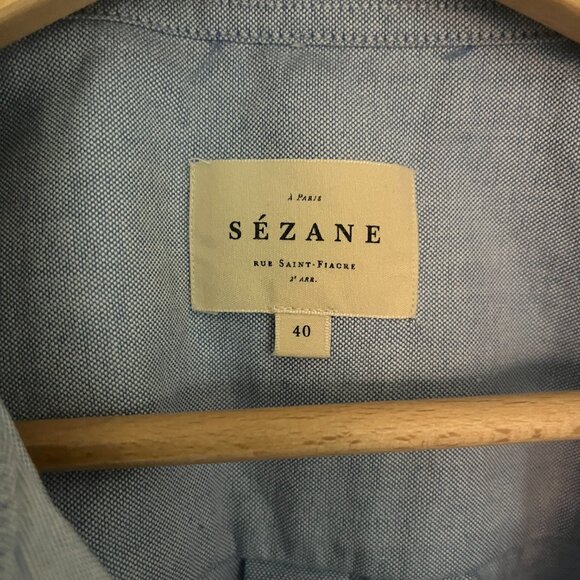 À PARIS
SÉZANE
RUE SAINT-FIACRE
2E ARR.
40